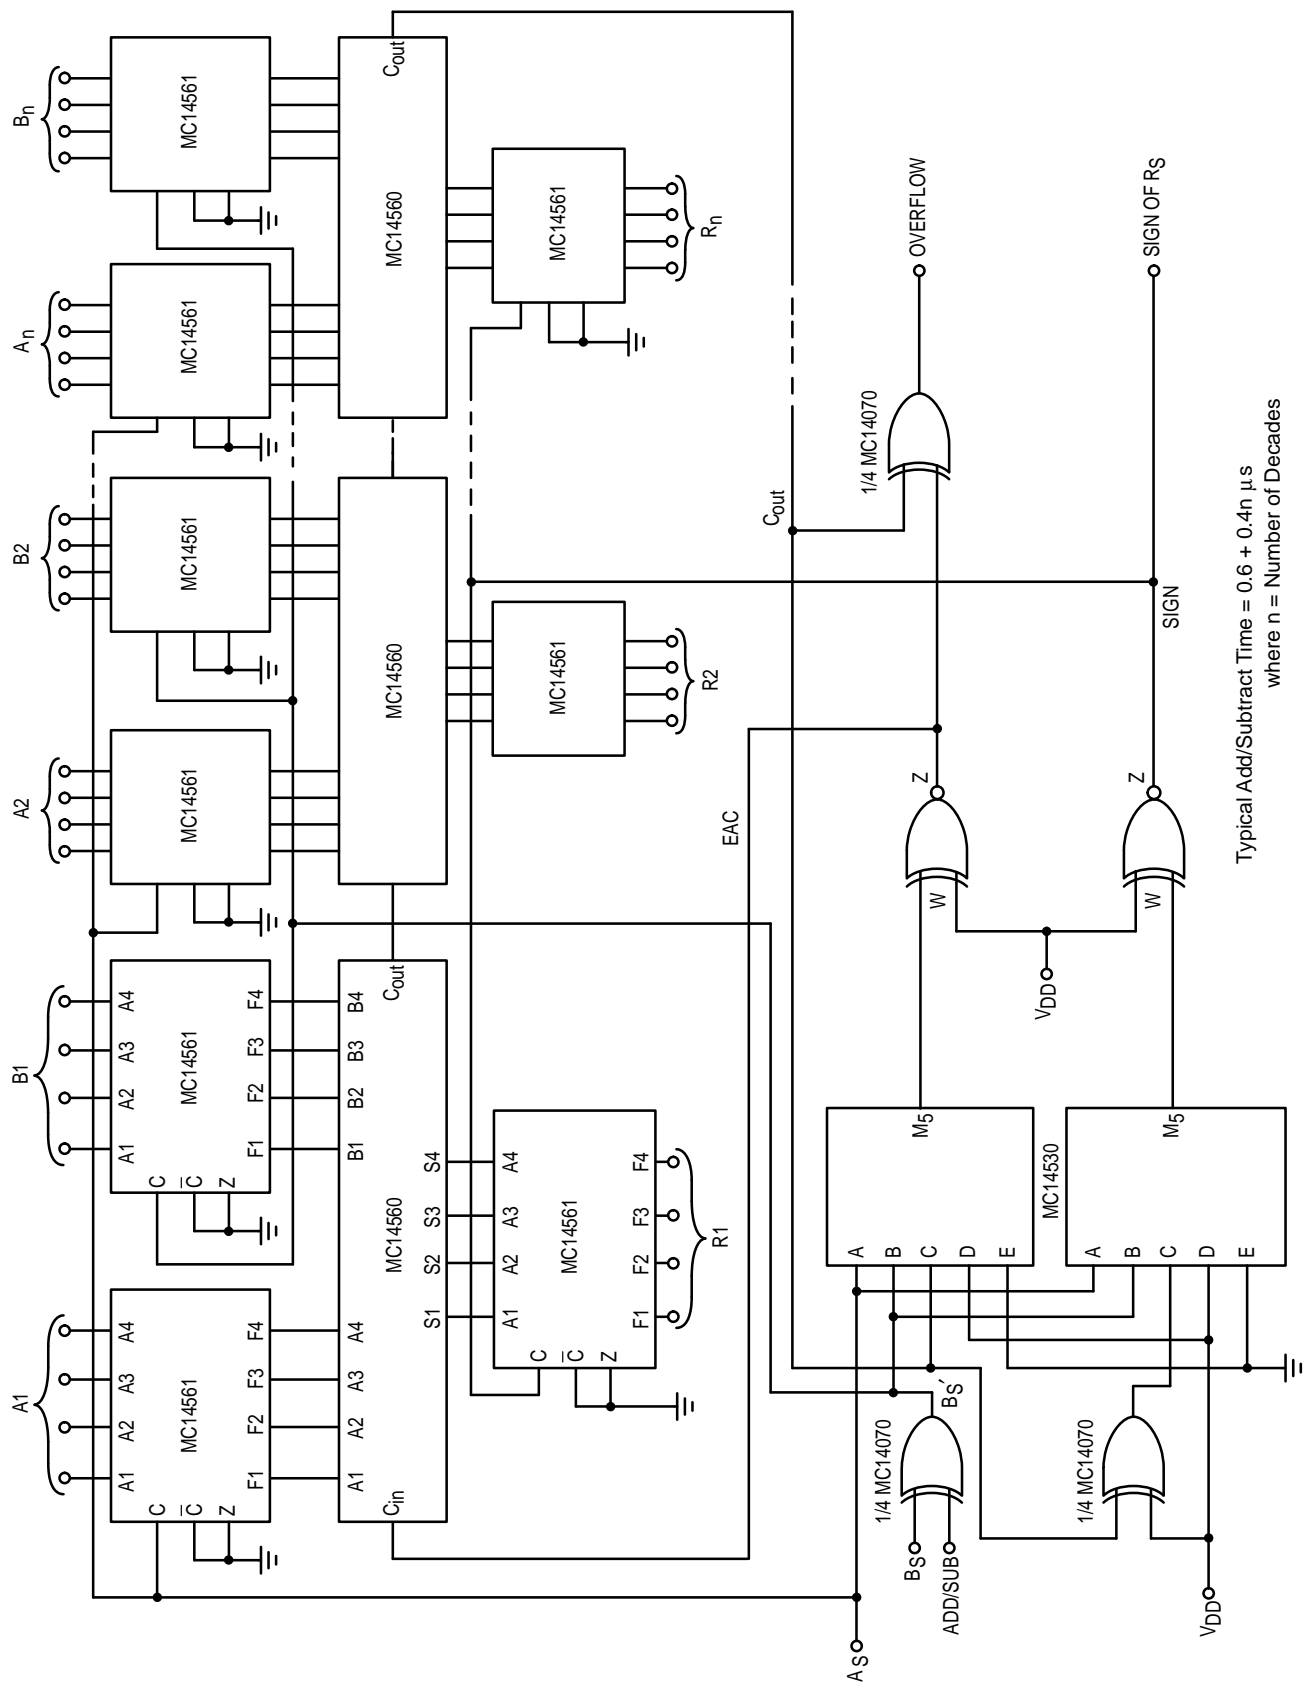 A1
B1
A2
B2
An
Bn
A1 A2 A3 A4
C
C
Z
MC14561
F1 F2 F3 F4
A1 A2 A3 A4
C
C
Z
MC14561
F1 F2 F3 F4
MC14561
MC14561
MC14561
MC14561
A1 A2 A3 A4
B1 B2 B3 B4
Cin
MC14560
Cout
S1 S2 S3 S4
MC14560
MC14560
Cout
A1 A2 A3 A4
C
C
Z
MC14561
F1 F2 F3 F4
R1
MC14561
R2
MC14561
Rn
EAC
Cout
AS
BS
ADD/SUB
1/4 MC14070
BS`
A
B
C
D
E
M5
MC14530
W
Z
1/4 MC14070
OVERFLOW
VDD
1/4 MC14070
VDD
A
B
C
D
E
M5
W
Z
SIGN
SIGN OF RS
Typical Add/Subtract Time = 0.6 + 0.4n µs
where n = Number of Decades